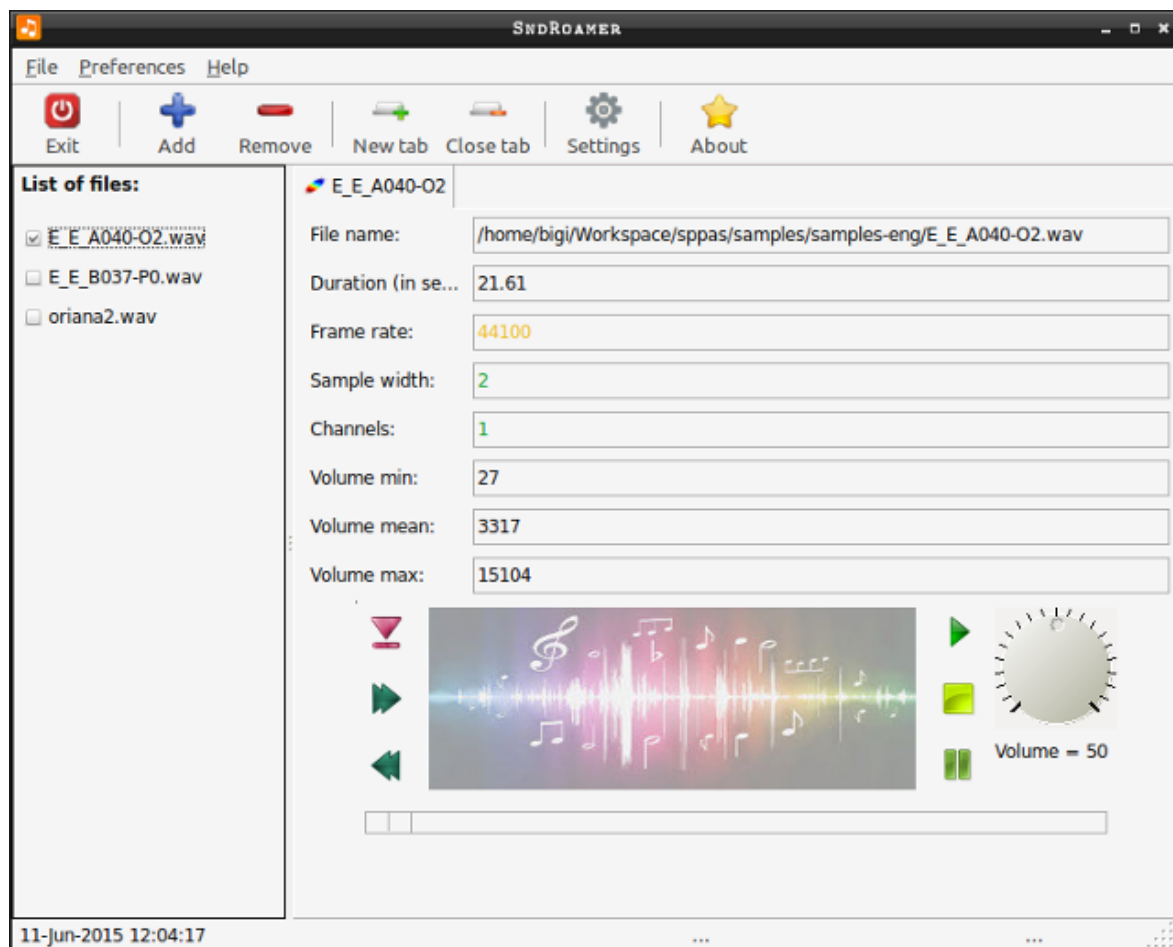 SndRoamer
File Preferences Help
Exit Add Remove New tab Close tab Settings About
List of files:
E_E_A040-O2.wav
E_E_B037-P0.wav
oriana2.wav
E_E_A040-O2
File name: /home/bigi/Workspace/sppas/samples/samples-eng/E_E_A040-O2.wav
Duration (in se... 21.61
Frame rate: 44100
Sample width: 2
Channels: 1
Volume min: 27
Volume mean: 3317
Volume max: 15104
Volume = 50
11-Jun-2015 12:04:17 ... ...